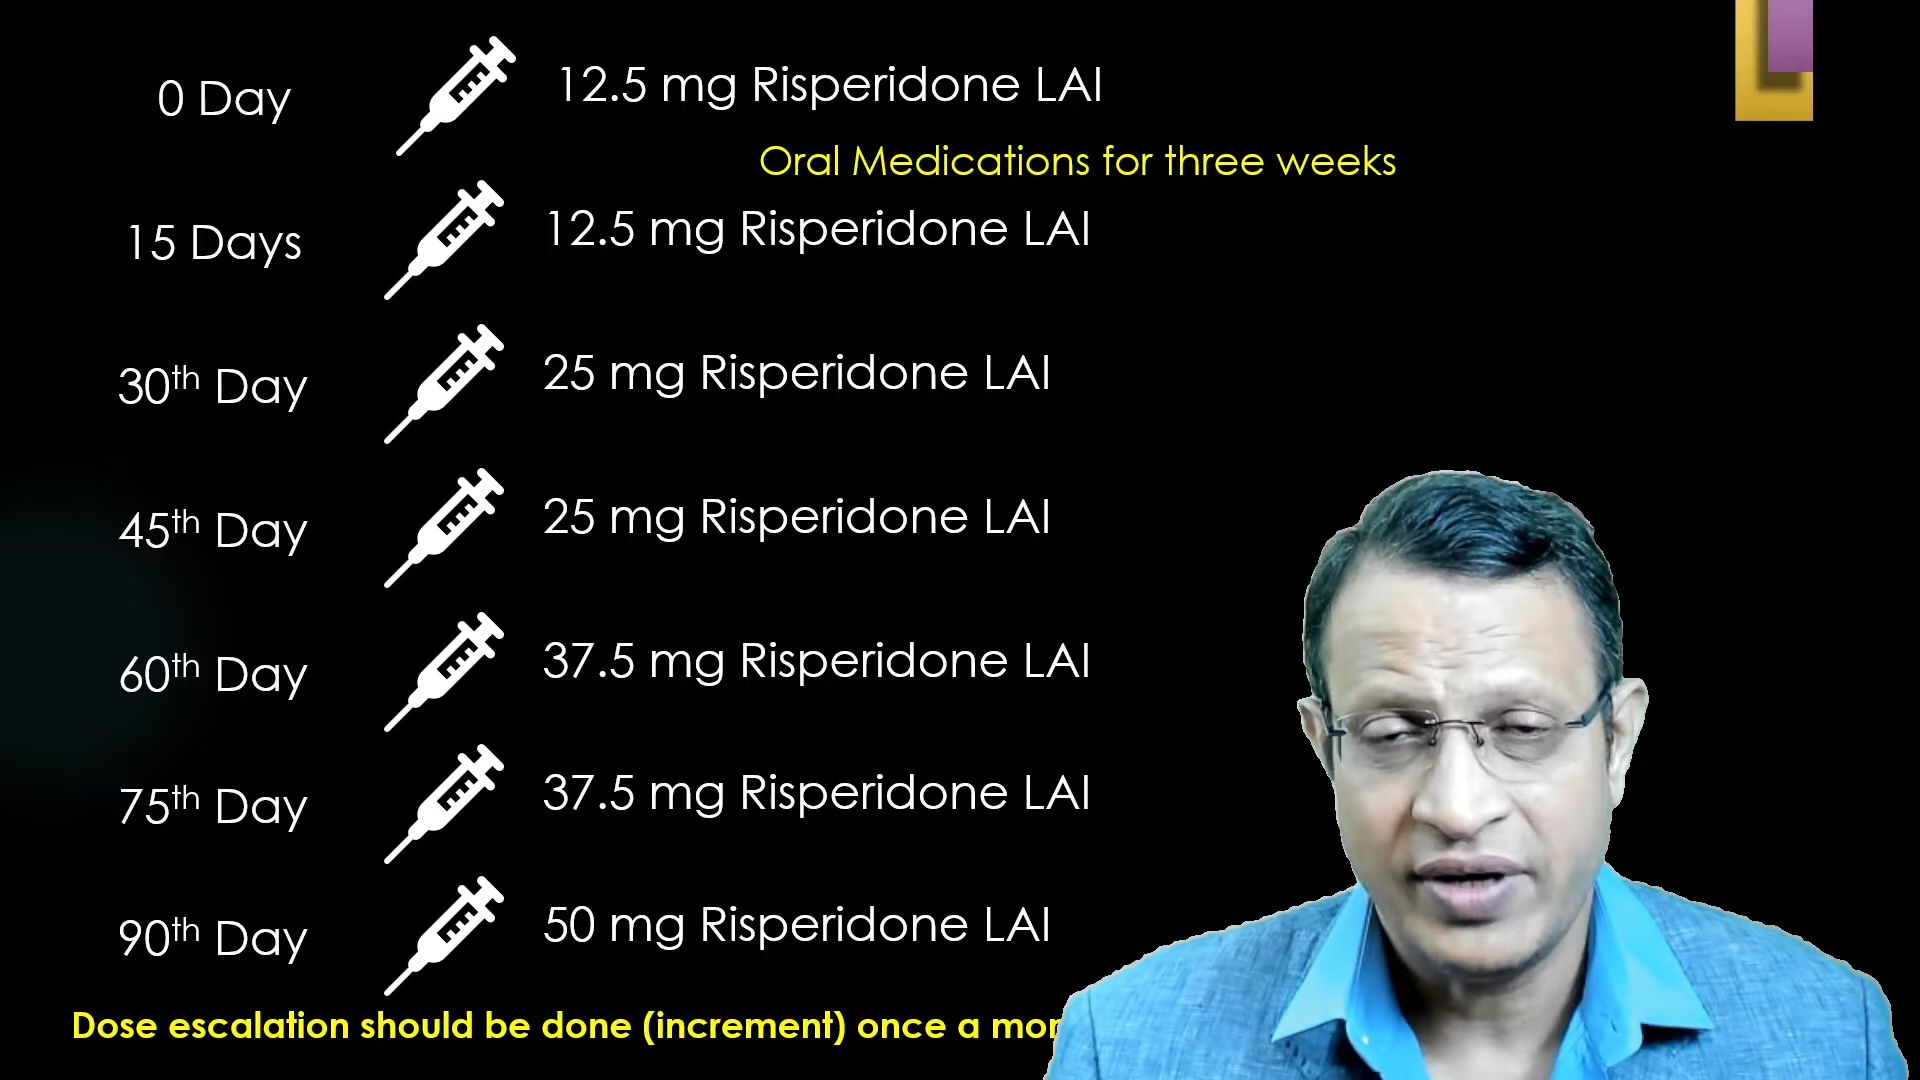 0 Day
12.5 mg Risperidone LAI
Oral Medications for three weeks
15 Days
12.5 mg Risperidone LAI
30th Day
25 mg Risperidone LAI
45th Day
25 mg Risperidone LAI
60th Day
37.5 mg Risperidone LAI
75th Day
37.5 mg Risperidone LAI
90th Day
50 mg Risperidone LAI
Dose escalation should be done (increment) once a